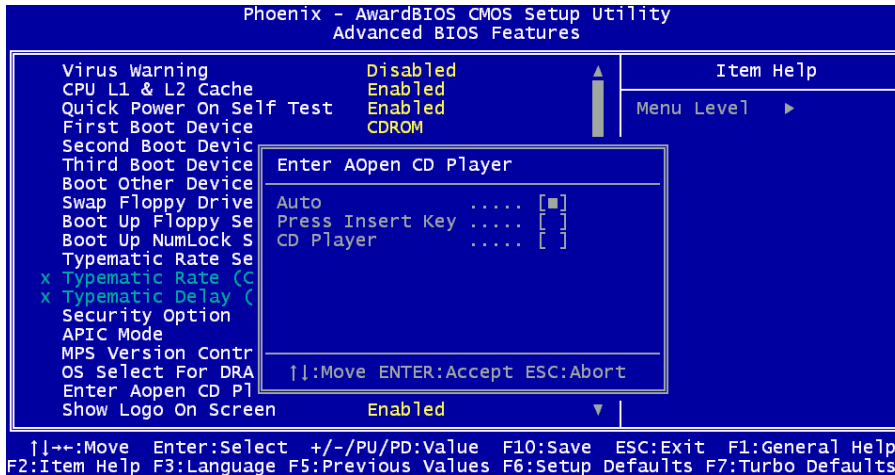 Phoenix - AwardBIOS CMOS Setup Utility
Advanced BIOS Features
Virus Warning Disabled
CPU L1 & L2 Cache Enabled
Quick Power On Self Test Enabled
First Boot Device CDROM
Second Boot Devic
Third Boot Device
Boot Other Device
Swap Floppy Drive
Boot Up Floppy Se
Boot Up NumLock S
Typematic Rate Se
x Typematic Rate (C
x Typematic Delay (
Security Option
APIC Mode
MPS Version Contr
OS Select For DRA
Enter Aopen CD Pl
Show Logo On Screen Enabled
Item Help
Menu Level ▶
Enter AOpen CD Player
Auto ..... [■]
Press Insert Key ..... [ ]
CD Player ..... [ ]
↑↓:Move ENTER:Accept ESC:Abort
↑↓→←:Move Enter:Select +/-/PU/PD:Value F10:Save ESC:Exit F1:General Help
F2:Item Help F3:Language F5:Previous Values F6:Setup Defaults F7:Turbo Defaults